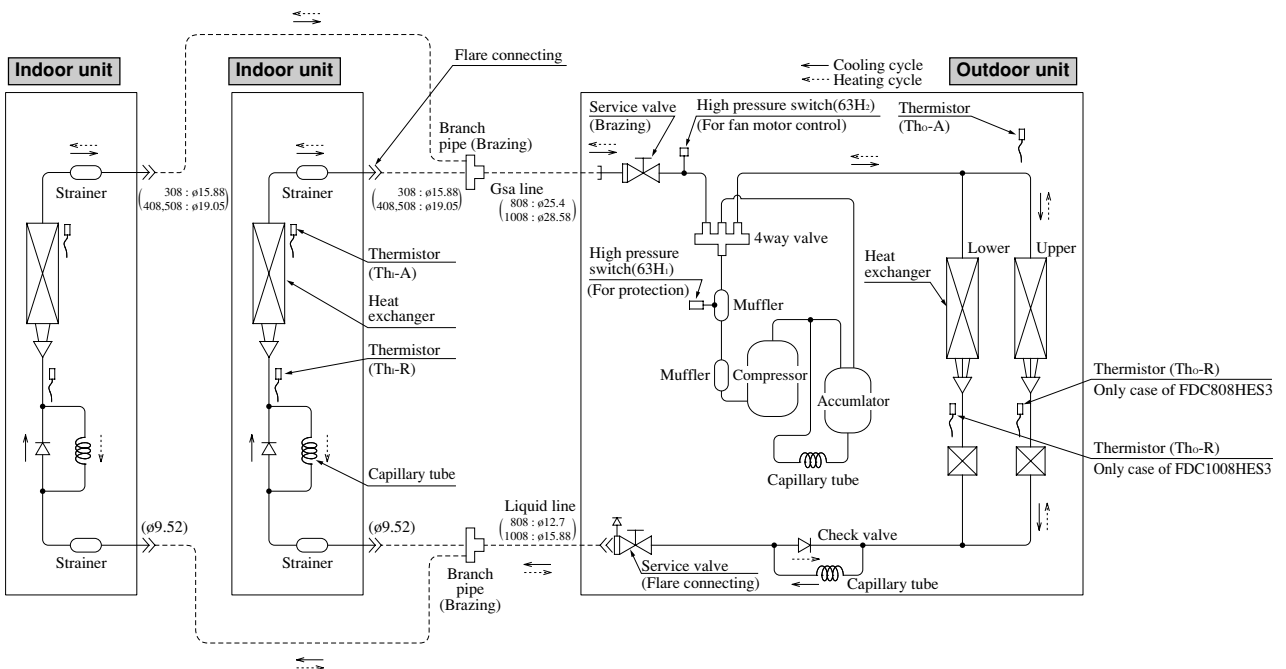 Indoor unit
Indoor unit
Flare connecting
Cooling cycle
Heating cycle
Outdoor unit
Service valve
(Brazing)
High pressure switch(63H₂)
(For fan motor control)
Thermistor
(Tho-A)
Branch
pipe (Brazing)
Strainer
308 : ø15.88
408,508 : ø19.05
Strainer
308 : ø15.88
408,508 : ø19.05
Gsa line
808 : ø25.4
1008 : ø28.58
4way valve
Lower
Upper
Thermistor
(ThI-A)
High pressure
switch(63H₁)
(For protection)
Heat
exchanger
Heat
exchanger
Muffler
Thermistor
(ThI-R)
Muffler
Compressor
Accumlator
Thermistor (Tho-R)
Only case of FDC808HES3
Thermistor (Tho-R)
Only case of FDC1008HES3
Capillary tube
Capillary tube
(ø9.52)
(ø9.52)
Liquid line
808 : ø12.7
1008 : ø15.88
Check valve
Strainer
Strainer
Branch
pipe
(Brazing)
Service valve
(Flare connecting)
Capillary tube